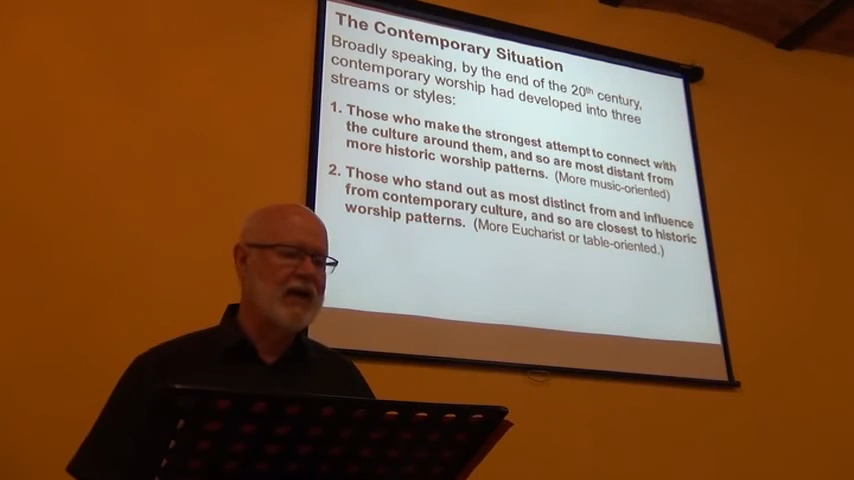 The Contemporary Situation
Broadly speaking, by the end of the 20th century,
contemporary worship had developed into three
streams or styles:
1. Those who make the strongest attempt to connect with
the culture around them, and so are most distant from
more historic worship patterns. (More music-oriented)
2. Those who stand out as most distinct from and influence
from contemporary culture, and so are closest to historic
worship patterns. (More Eucharist or table-oriented.)